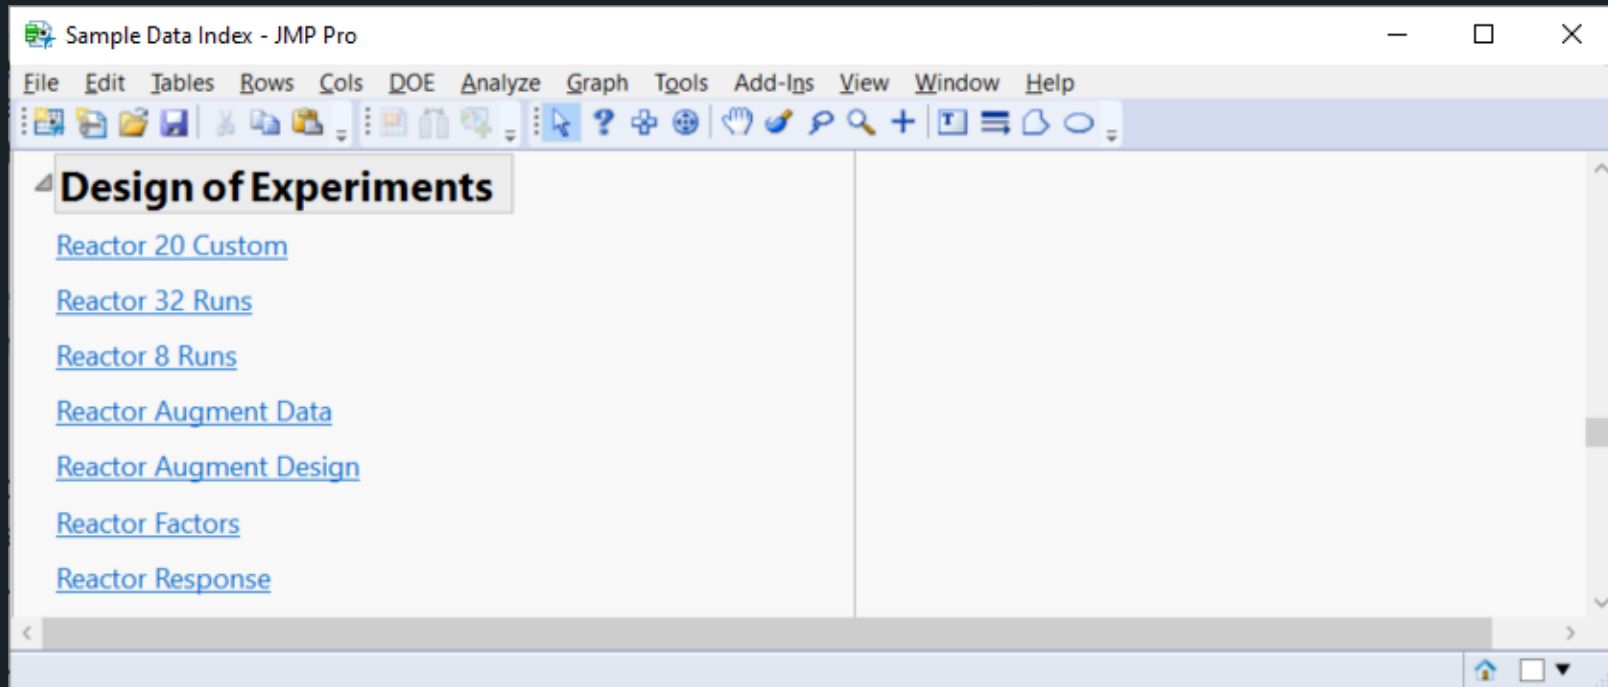 Sample Data Index - JMP Pro
File Edit Tables Rows Cols DOE Analyze Graph Tools Add-Ins View Window Help
Design of Experiments
Reactor 20 Custom
Reactor 32 Runs
Reactor 8 Runs
Reactor Augment Data
Reactor Augment Design
Reactor Factors
Reactor Response